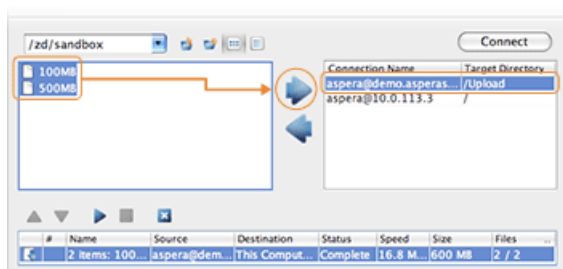 /zd/sandbox
Connect
100MB
500MB
Connection Name Target Directory
aspera@demo.asperas... /Upload
aspera@10.0.113.3 /
# Name Source Destination Status Speed Size Files ..
2 items: 100... aspera@dem... This Comput... Complete 16.8 M... 600 MB 2 / 2